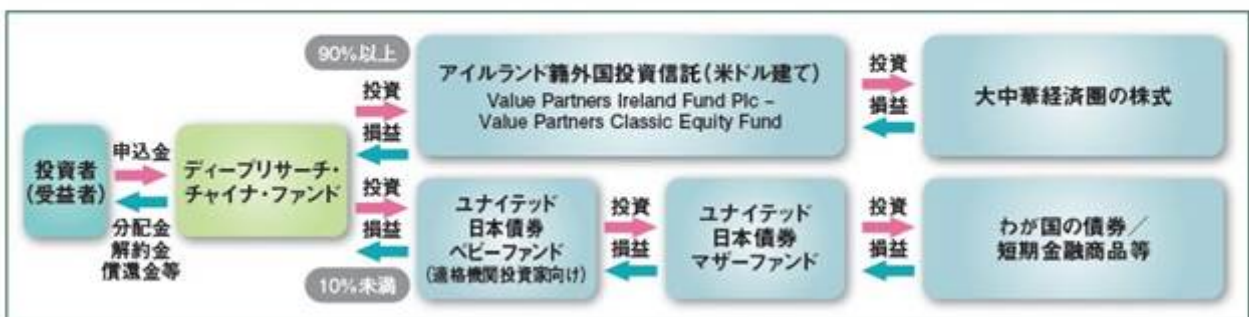 90%以上
アイルランド籍外国投資信託(米ドル建て)
Value Partners Ireland Fund Plc –
Value Partners Classic Equity Fund
投資
損益
大中華経済圏の株式
投資
損益
投資者
(受益者)
申込金
分配金
解約金
償還金等
ディープリサーチ・
チャイナ・ファンド
投資
損益
10%未満
ユナイテッド
日本債券
ベビーファンド
(適格機関投資家向け)
投資
損益
ユナイテッド
日本債券
マザーファンド
投資
損益
わが国の債券/
短期金融商品等